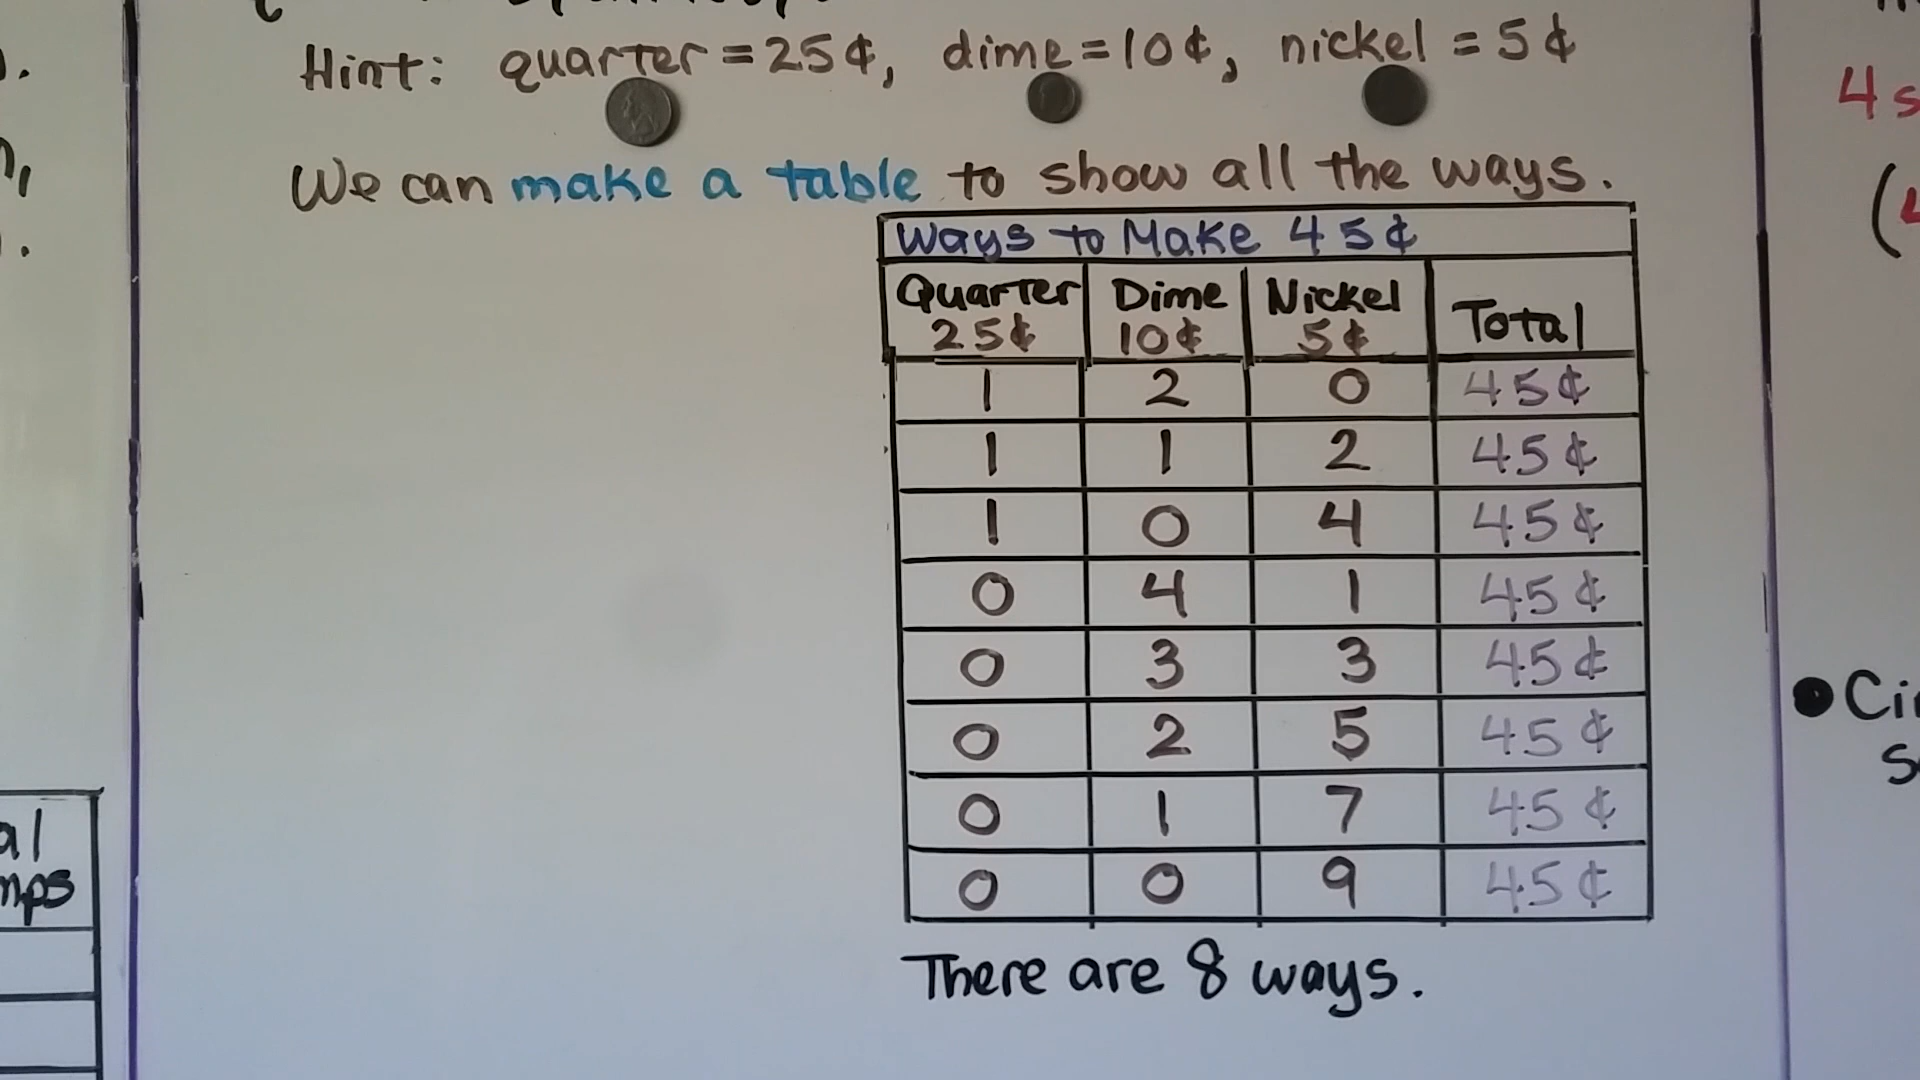 Hint: quarter = 25¢, dime = 10¢, nickel = 5¢
We can make a table to show all the ways.
Ways to Make 45¢
Quarter 25¢ Dime 10¢ Nickel 5¢ Total
1 2 0 45¢
1 1 2 45¢
1 0 4 45¢
0 4 1 45¢
0 3 3 45¢
0 2 5 45¢
0 1 7 45¢
0 0 9 45¢
There are 8 ways.
4